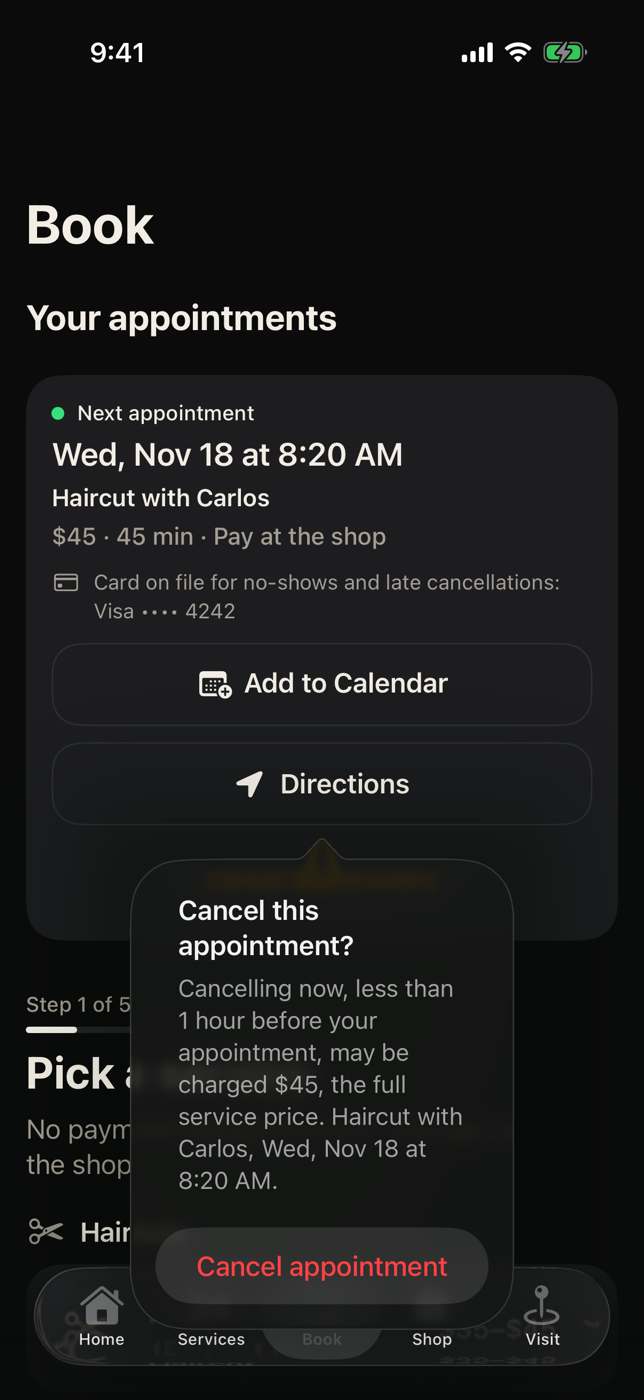 9:41
Book
Your appointments
Next appointment
Wed, Nov 18 at 8:20 AM
Haircut with Carlos
$45 · 45 min · Pay at the shop
Card on file for no-shows and late cancellations:
Visa •••• 4242
Add to Calendar
Directions
Cancel this
appointment?
Cancelling now, less than
1 hour before your
appointment, may be
charged $45, the full
service price. Haircut with
Carlos, Wed, Nov 18 at
8:20 AM.
Cancel appointment
Step 1 of 5
Pick
the shop
Home
Services
Book
Shop
Visit